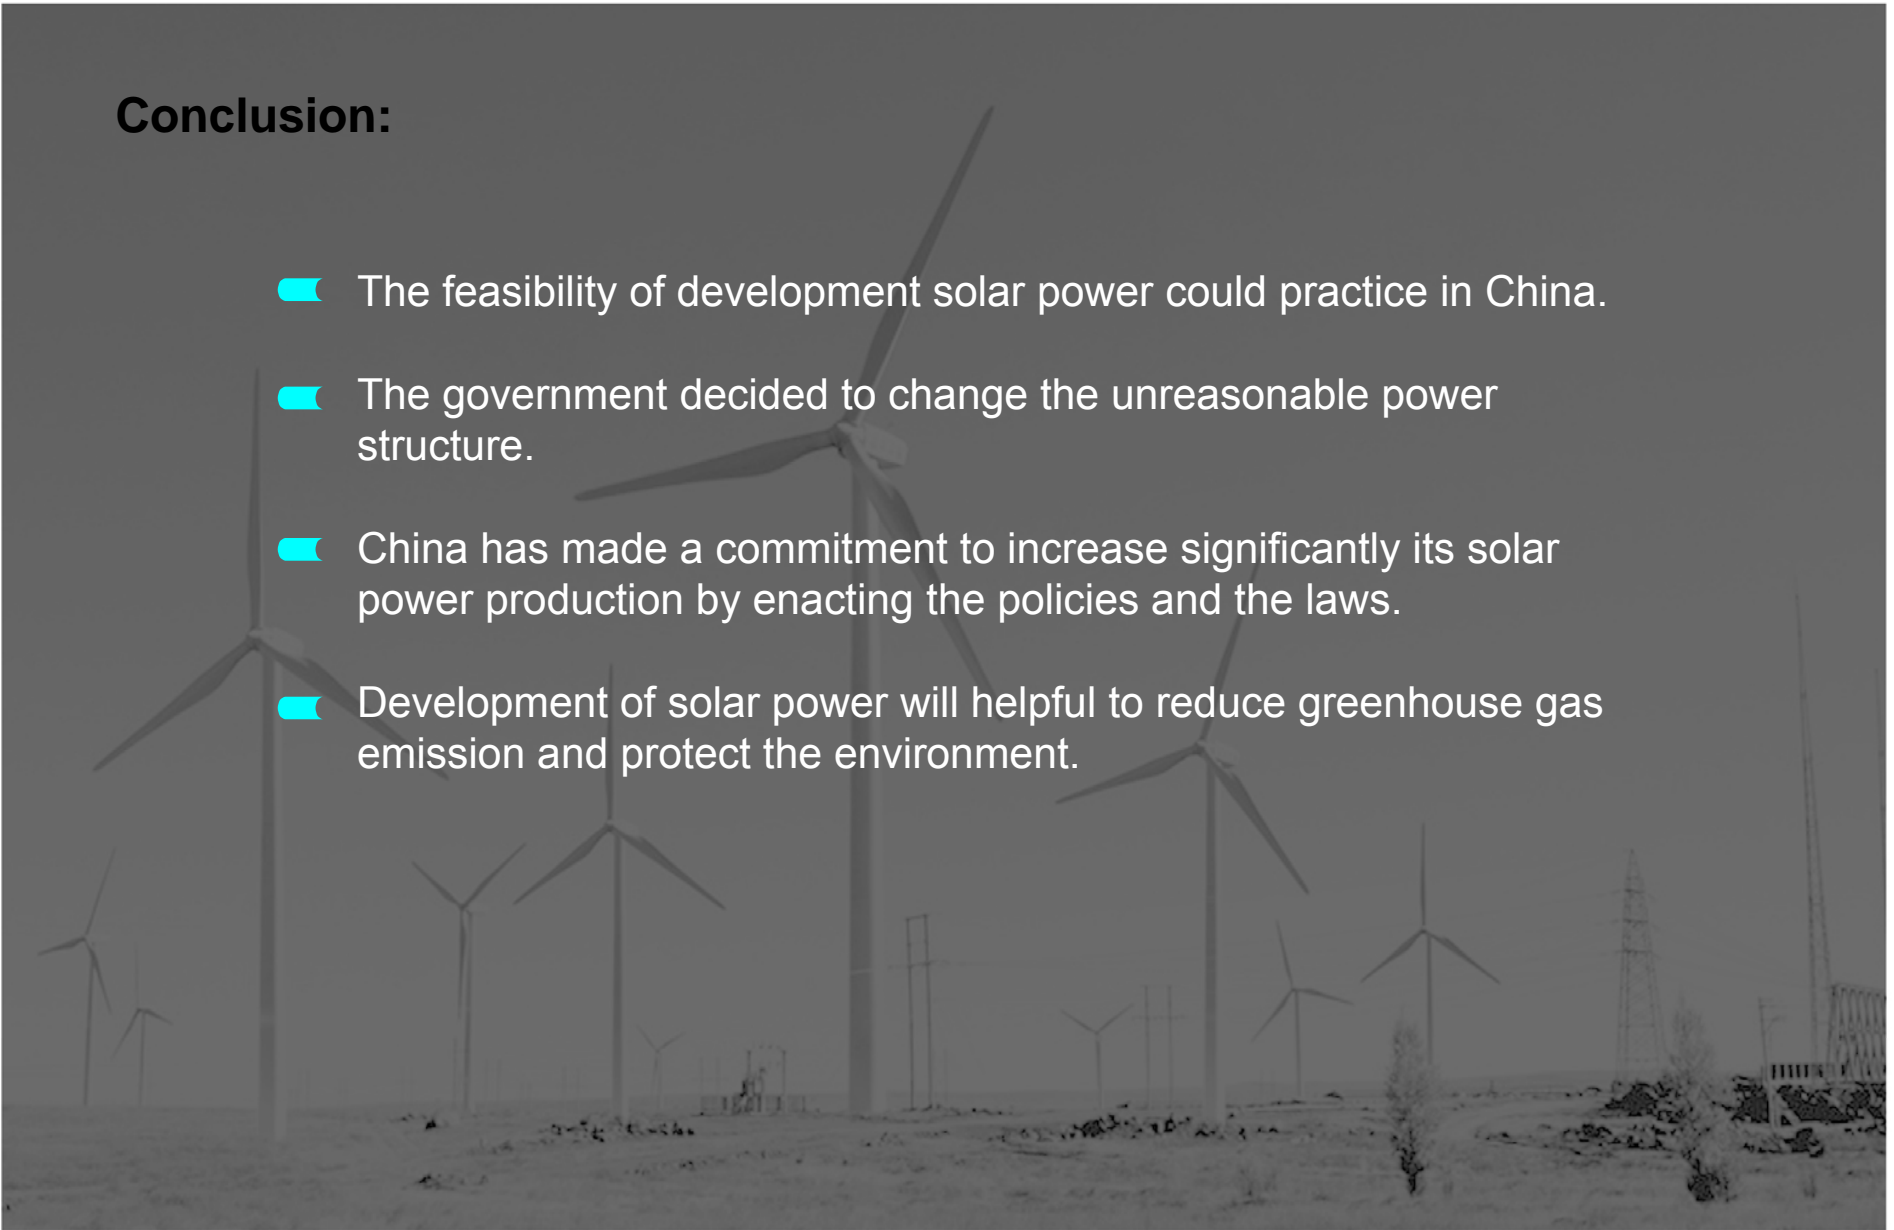 Conclusion:
The feasibility of development solar power could practice in China.
The government decided to change the unreasonable power
structure.
China has made a commitment to increase significantly its solar
power production by enacting the policies and the laws.
Development of solar power will helpful to reduce greenhouse gas
emission and protect the environment.